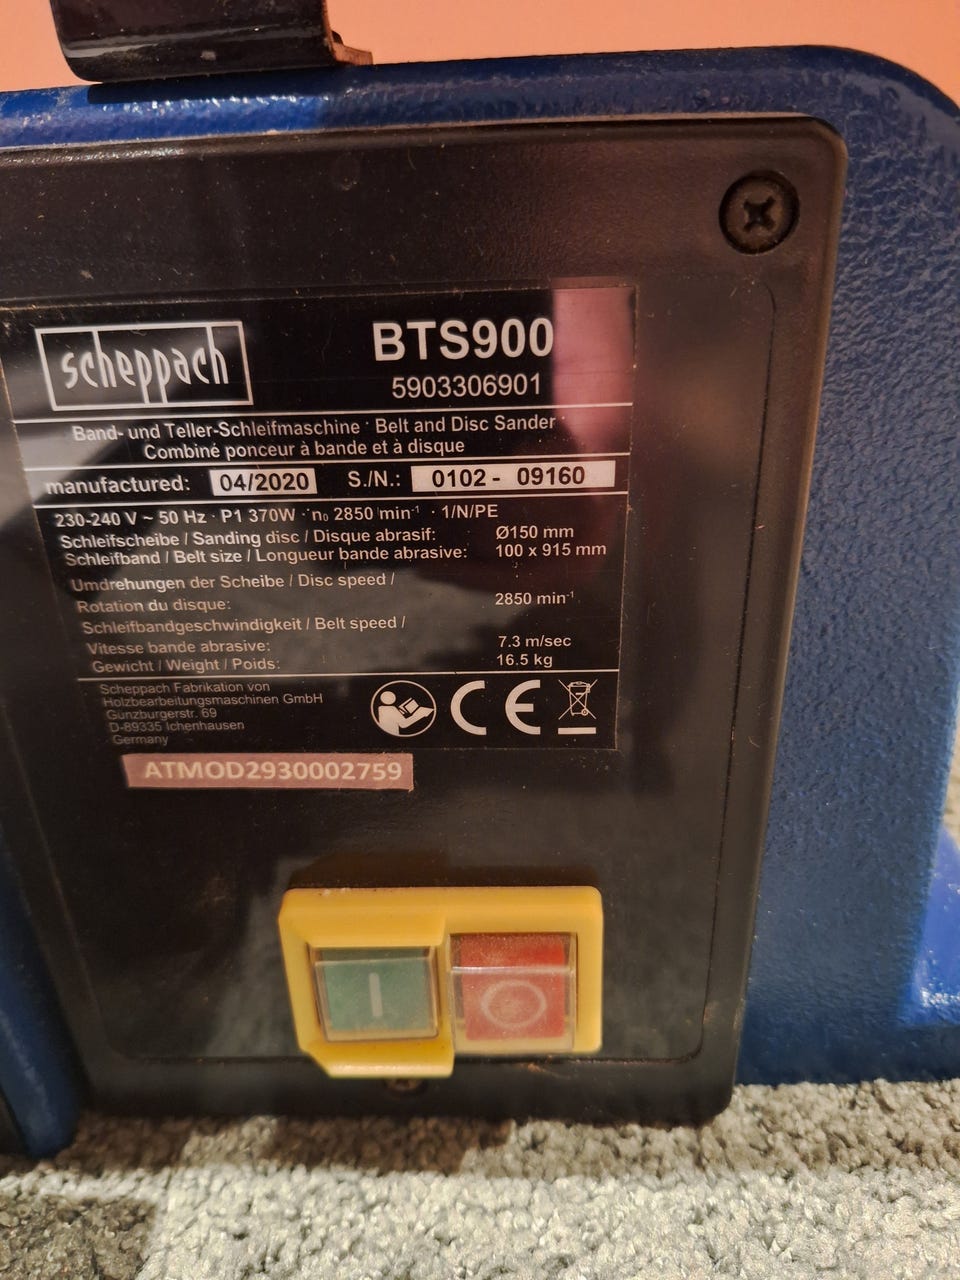 scheppach
BTS900
5903306901
Band- und Teller-Schleifmaschine · Belt and Disc Sander
Combiné ponceur à bande et à disque
manufactured: 04/2020 S./N.: 0102 - 09160
230-240 V ~ 50 Hz · P1 370W · n₀ 2850 min⁻¹ · 1/N/PE
Schleifscheibe / Sanding disc / Disque abrasif: Ø150 mm
Schleifband / Belt size / Longueur bande abrasive: 100 x 915 mm
Umdrehungen der Scheibe / Disc speed /
Rotation du disque: 2850 min⁻¹
Schleifbandgeschwindigkeit / Belt speed /
Vitesse bande abrasive: 7.3 m/sec
Gewicht / Weight / Poids: 16.5 kg
Scheppach Fabrikation von
Holzbearbeitungsmaschinen GmbH
Günzburgerstr. 69
D-89335 Ichenhausen
Germany
CE
ATMOD2930002759
I O